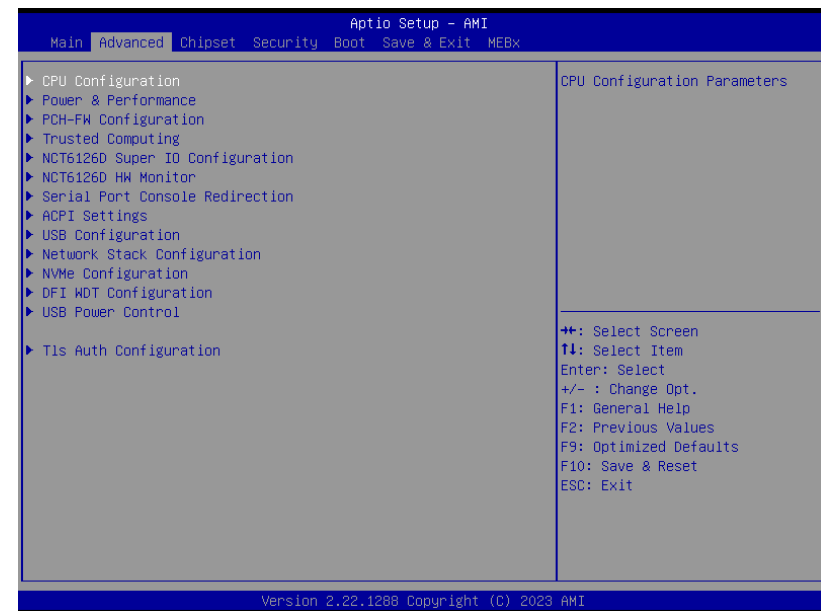 Aptio Setup – AMI
Main Advanced Chipset Security Boot Save & Exit MEBx
CPU Configuration
Power & Performance
PCH-FW Configuration
Trusted Computing
NCT6126D Super IO Configuration
NCT6126D HW Monitor
Serial Port Console Redirection
ACPI Settings
USB Configuration
Network Stack Configuration
NVMe Configuration
DFI WDT Configuration
USB Power Control
Tls Auth Configuration
CPU Configuration Parameters
→←: Select Screen
↑↓: Select Item
Enter: Select
+/- : Change Opt.
F1: General Help
F2: Previous Values
F9: Optimized Defaults
F10: Save & Reset
ESC: Exit
Version 2.22.1288 Copyright (C) 2023 AMI